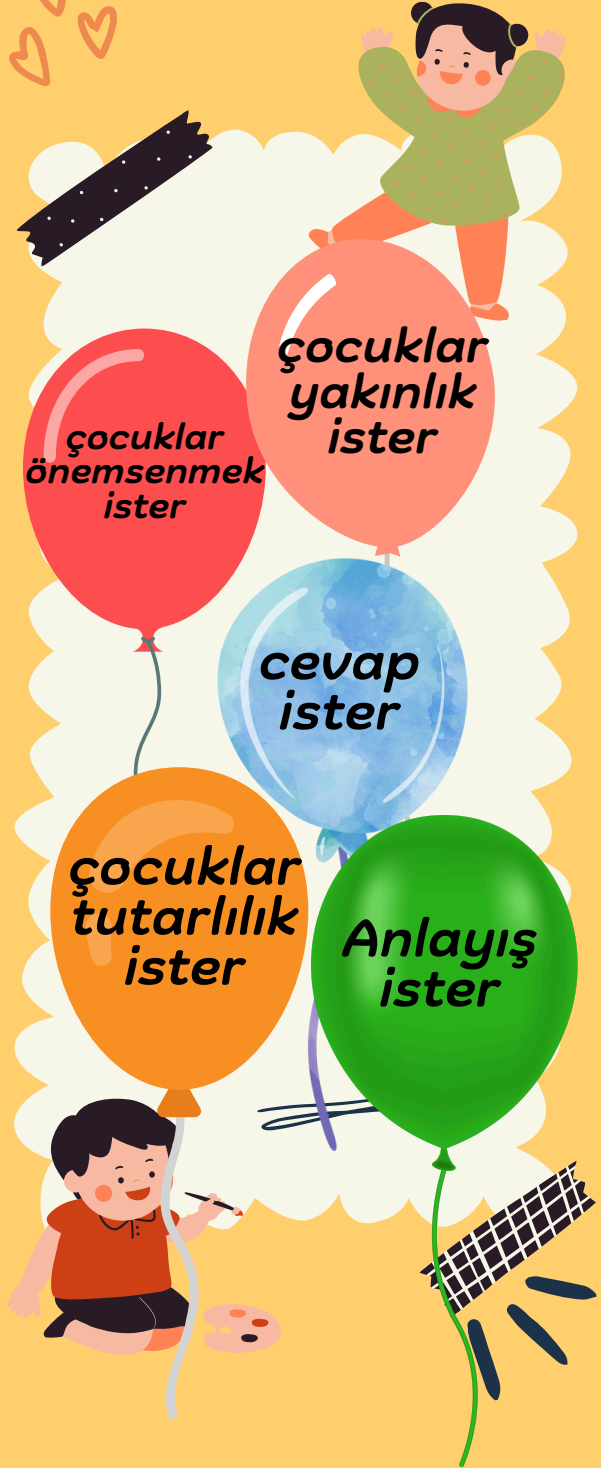 çocuklar
yakınlık
ister
çocuklar
önemsenmek
ister
cevap
ister
çocuklar
tutarlılık
ister
Anlayış
ister